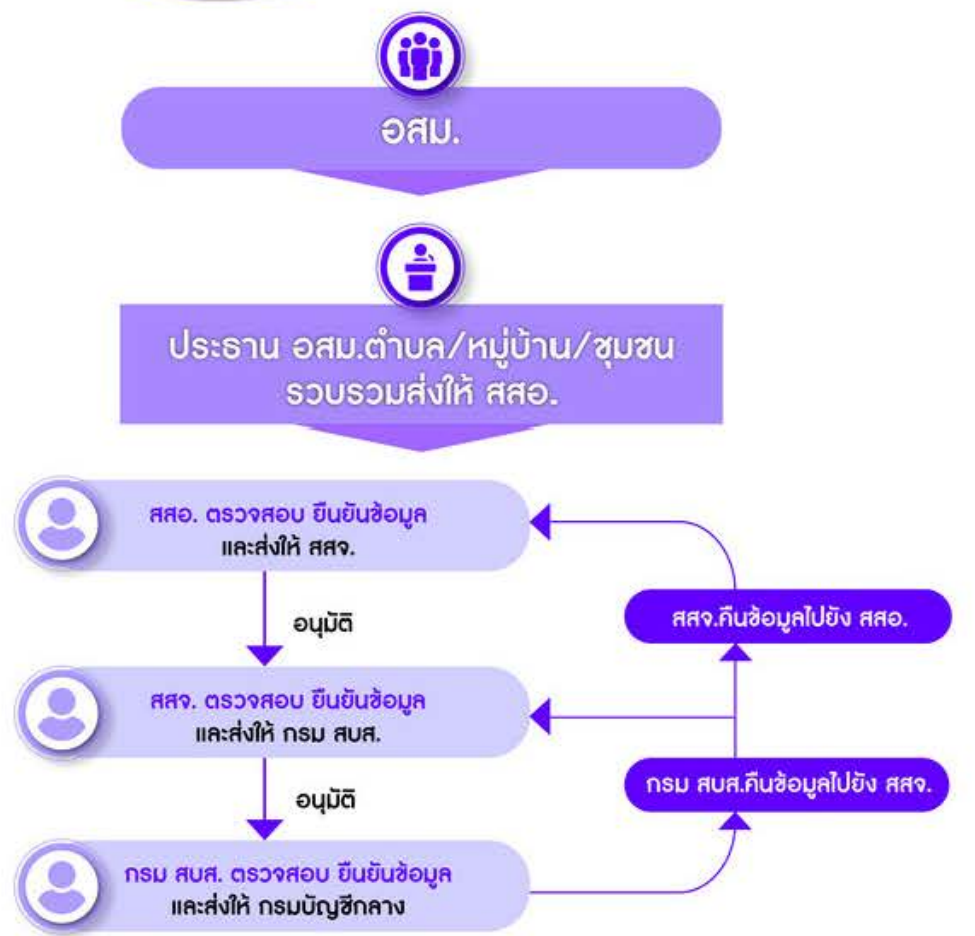 อสม.
ประธาน อสม.ตำบล/หมู่บ้าน/ชุมชน
รวบรวมส่งให้ สสอ.
สสอ. ตรวจสอบ ยืนยันข้อมูล
และส่งให้ สสจ.
อนุมัติ
สสจ.คืนข้อมูลไปยัง สสอ.
สสจ. ตรวจสอบ ยืนยันข้อมูล
และส่งให้ กรม สบส.
กรม สบส.คืนข้อมูลไปยัง สสจ.
อนุมัติ
กรม สบส. ตรวจสอบ ยืนยันข้อมูล
และส่งให้ กรมบัญชีกลาง